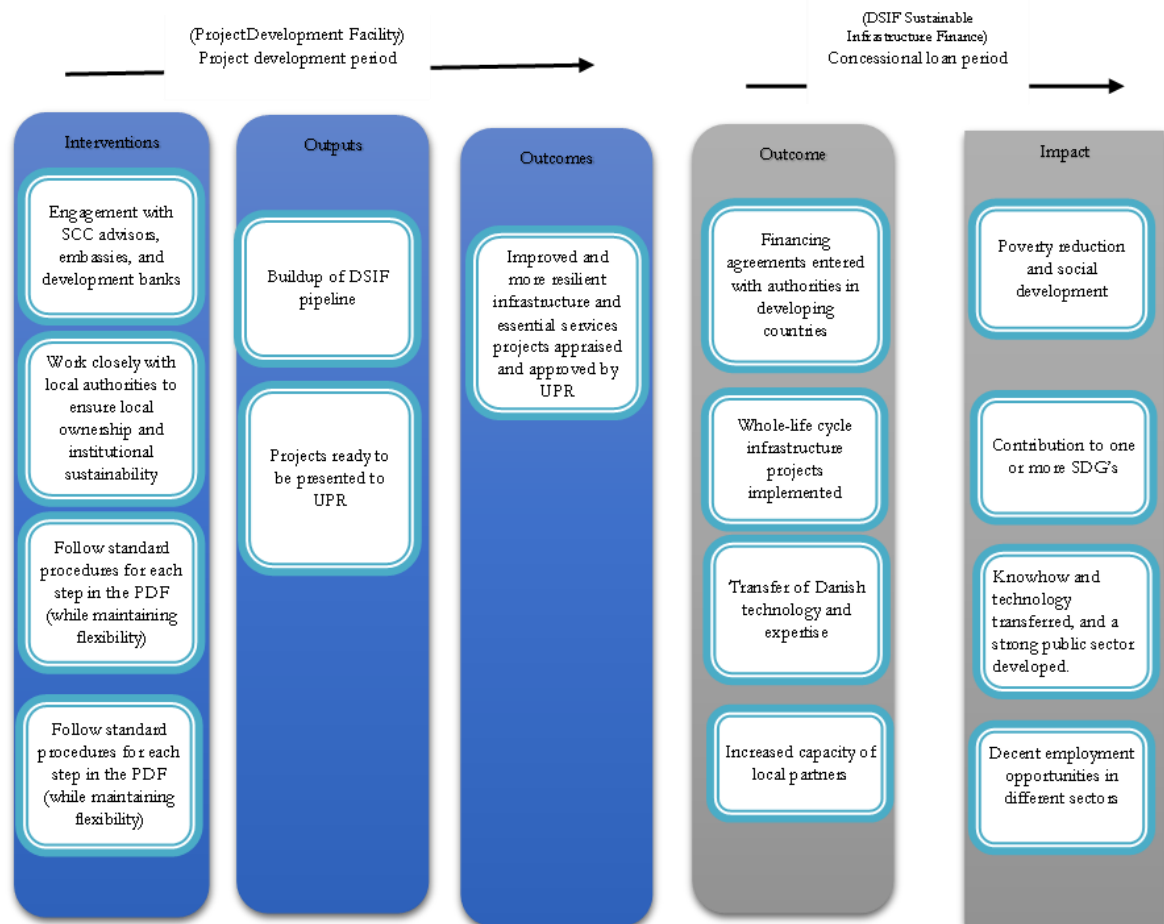 (ProjectDevelopment Facility)
Project development period
(DSIF Sustainable
Infrastructure Finance)
Concessional loan period
Interventions
Engagement with
SCC advisors,
embassies, and
development banks
Work closely with
local authorities to
ensure local
ownership and
institutional
sustainability
Follow standard
procedures for each
step in the PDF
(while maintaining
flexibility)
Follow standard
procedures for each
step in the PDF
(while maintaining
flexibility)
Outputs
Buildup of DSIF
pipeline
Projects ready to
be presented to
UPR
Outcomes
Improved and
more resilient
infrastructure and
essential services
projects appraised
and approved by
UPR
Outcome
Financing
agreements entered
with authorities in
developing
countries
Whole-life cycle
infrastructure
projects
implemented
Transfer of Danish
technology and
expertise
Increased capacity of
local partners
Impact
Poverty reduction
and social
development
Contribution to one
or more SDG's
Knowhow and
technology
transferred, and a
strong public sector
developed.
Decent employment
opportunities in
different sectors